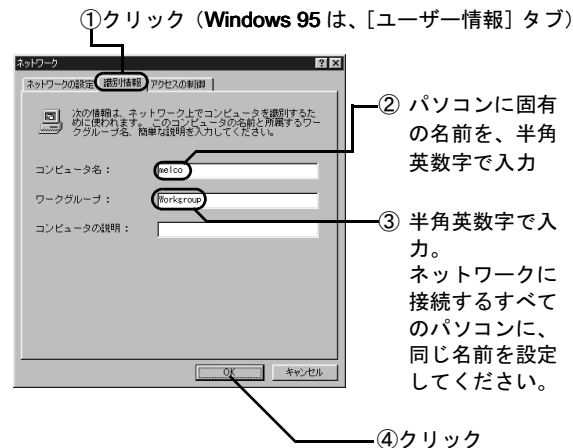 ①クリック（Windows 95 は、［ユーザー情報］タブ）
ネットワーク
ネットワークの設定 識別情報 アクセスの制御
次の情報は、ネットワーク上でコンピュータを識別するた
めに使われます。このコンピュータの名前と所属するワー
クグループ名、簡単な説明を入力してください。
コンピュータ名： melco
ワークグループ： Workgroup
コンピュータの説明：
OK キャンセル
② パソコンに固有
の名前を、半角
英数字で入力
③ 半角英数字で入
力。
ネットワークに
接続するすべて
のパソコンに、
同じ名前を設定
してください。
④クリック